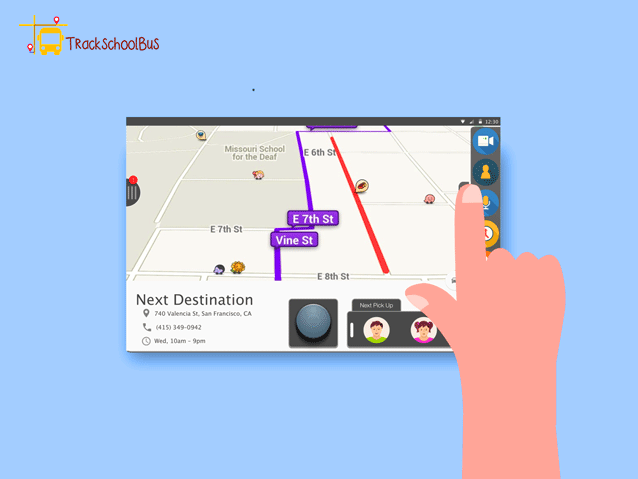 TrackschoolBus
12:30
E 6th St
Missouri School
for the Deaf
E 7th St
E 7th St
Vine St
E 8th St
Next Destination
740 Valencia St, San Francisco, CA
(415) 349-0942
Wed, 10am - 9pm
Next Pick Up